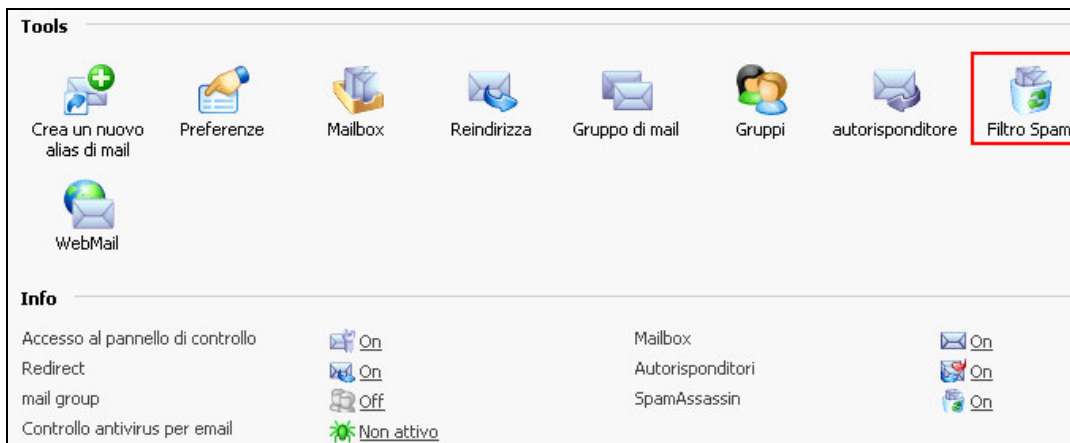 Tools
Crea un nuovo alias di mail
Preferenze
Mailbox
Reindirizza
Gruppo di mail
Gruppi
autorisponditore
Filtro Spam
WebMail
Info
Accesso al pannello di controllo On
Mailbox On
Redirect On
Autorisponditori On
mail group Off
SpamAssassin On
Controllo antivirus per email Non attivo